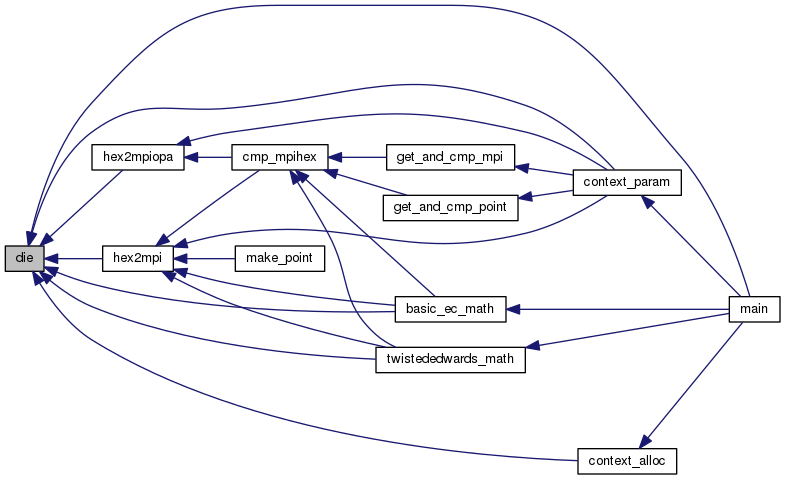 die
hex2mpiopa
hex2mpi
cmp_mpihex
make_point
get_and_cmp_mpi
get_and_cmp_point
basic_ec_math
twistededwards_math
context_param
context_alloc
main